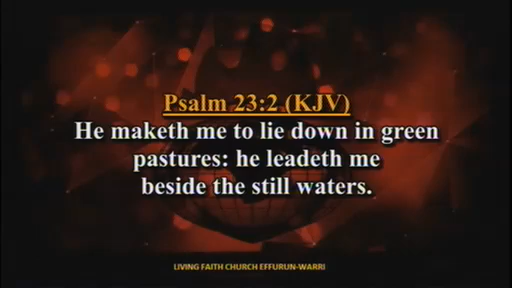 Psalm 23:2 (KJV)
He maketh me to lie down in green
pastures: he leadeth me
beside the still waters.
LIVING FAITH CHURCH EFFURUN-WARRI